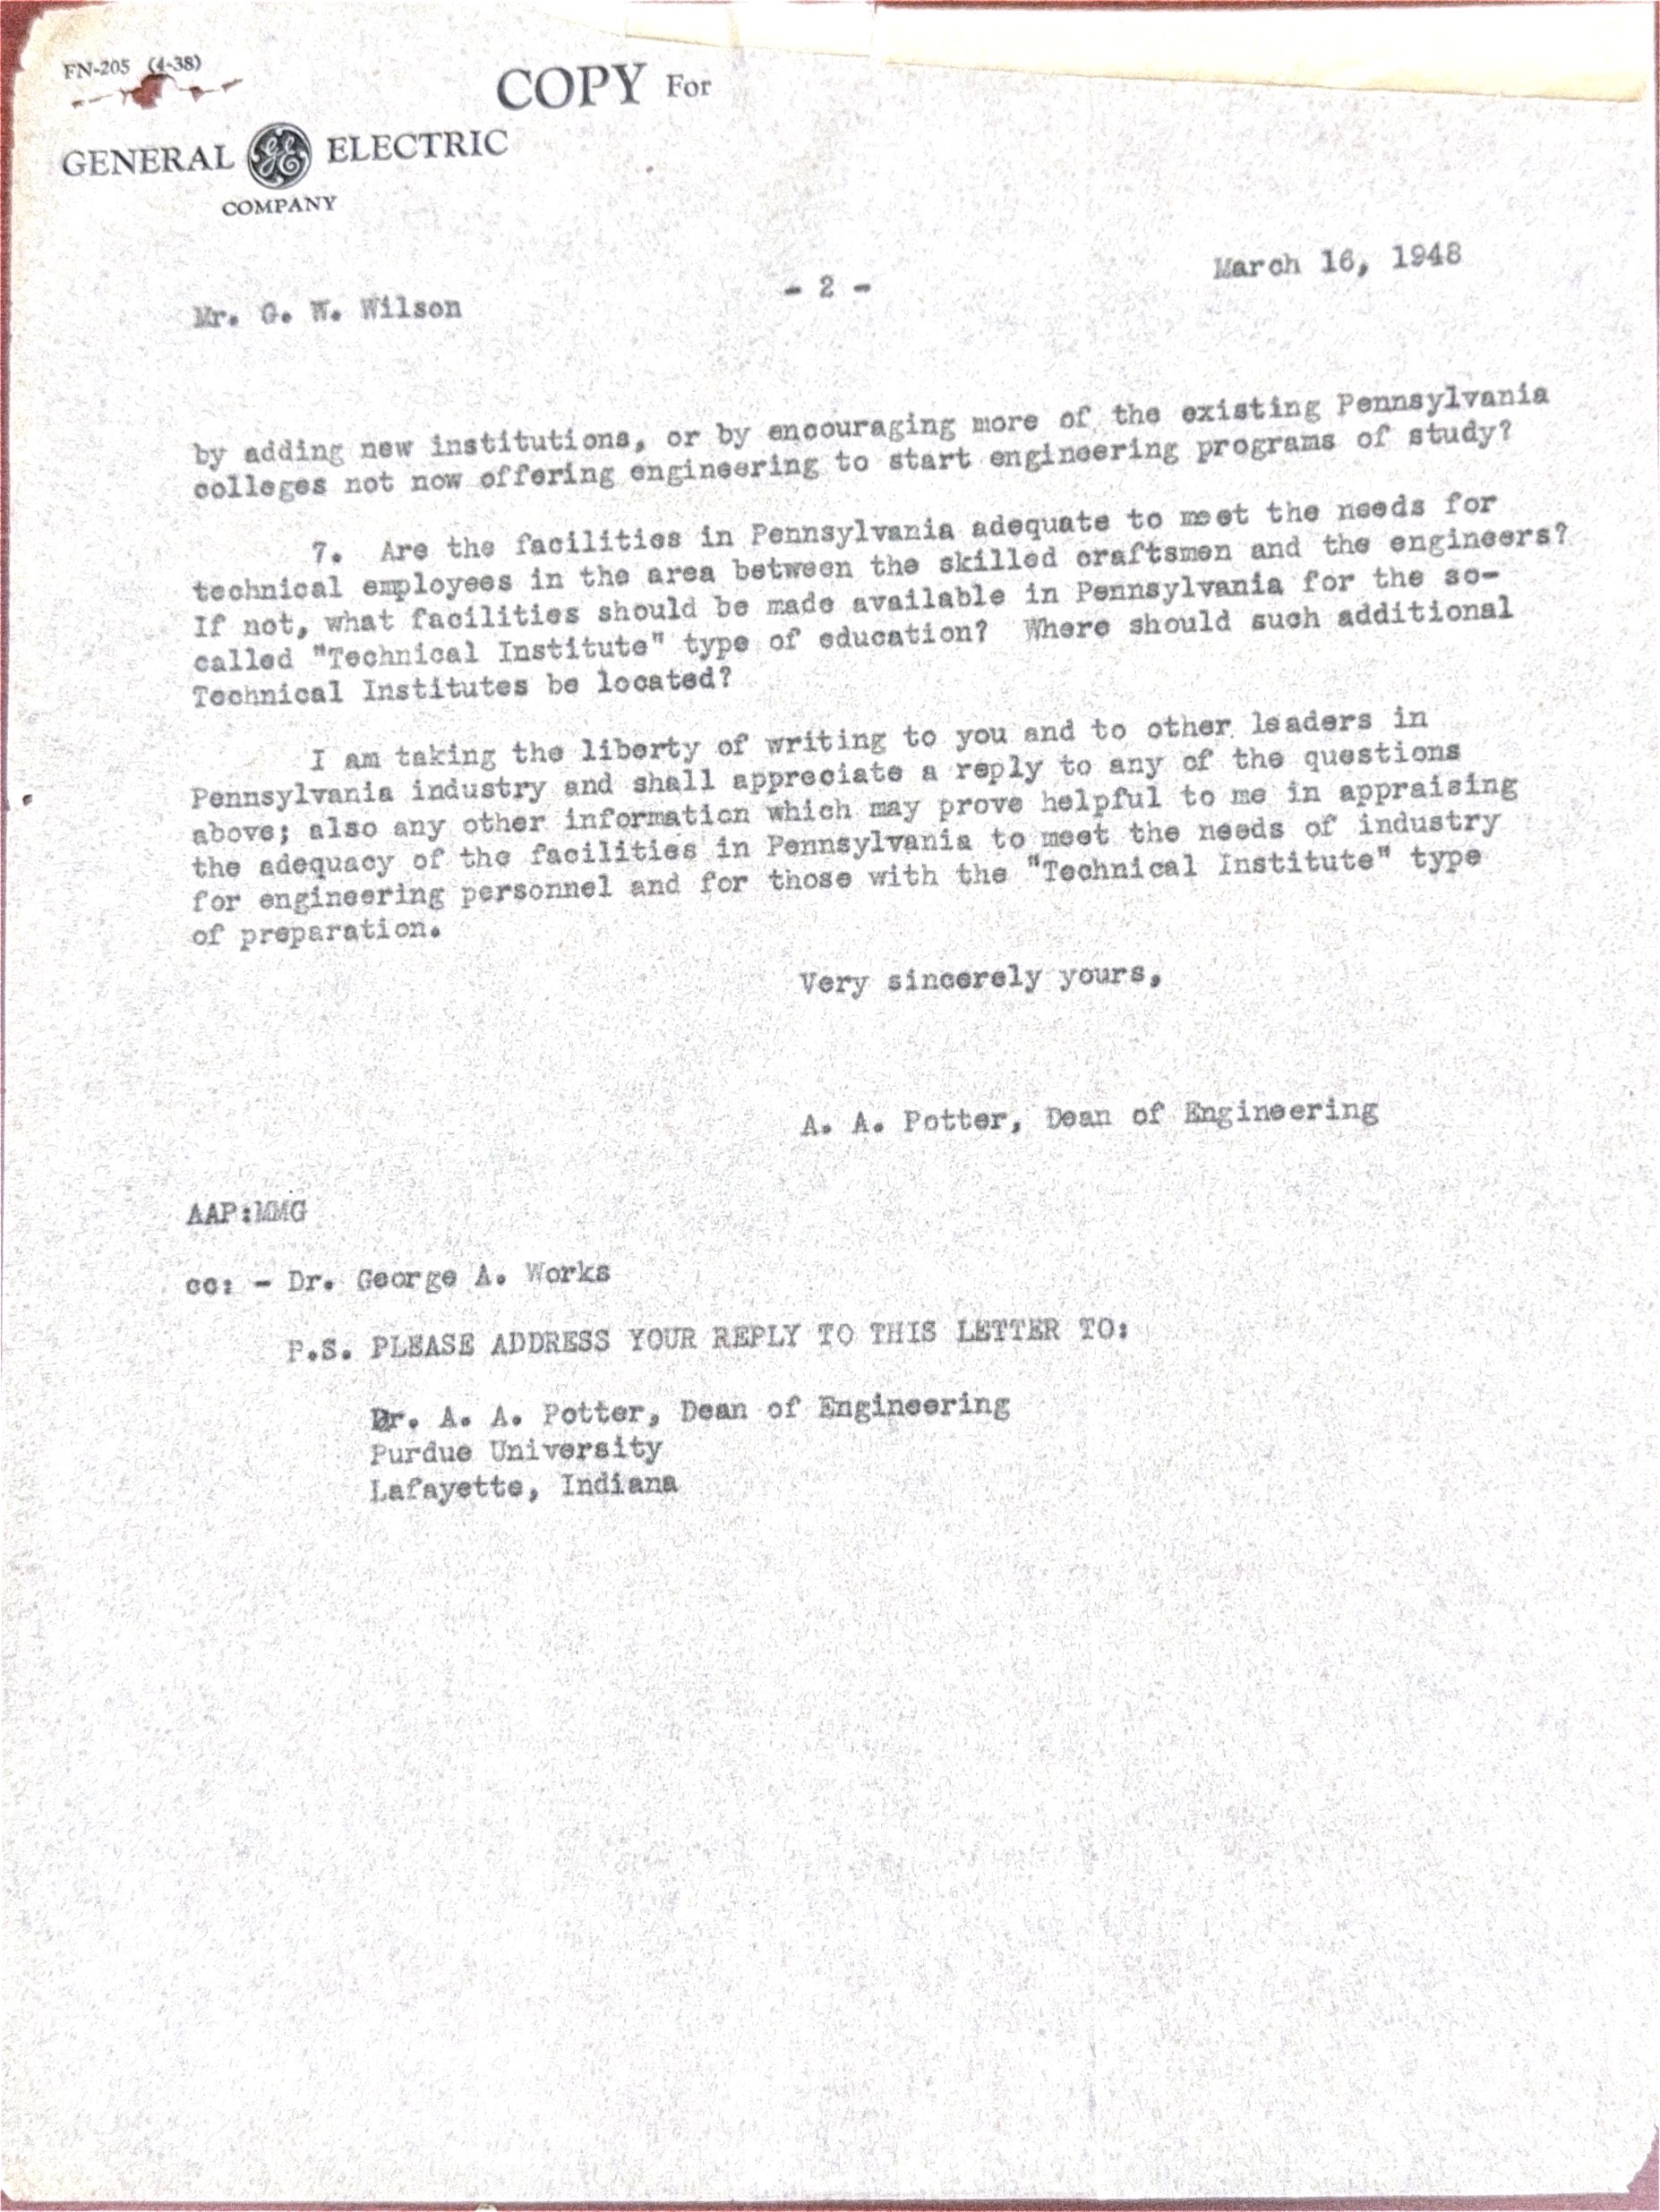 FN-205 (4-38)
COPY For
GENERAL GE ELECTRIC
COMPANY
March 16, 1948
- 2 -
Mr. G. W. Wilson
by adding new institutions, or by encouraging more of the existing Pennsylvania
colleges not now offering engineering to start engineering programs of study?
7. Are the facilities in Pennsylvania adequate to meet the needs for
technical employees in the area between the skilled craftsmen and the engineers?
If not, what facilities should be made available in Pennsylvania for the so-
called "Technical Institute" type of education? Where should such additional
Technical Institutes be located?
I am taking the liberty of writing to you and to other leaders in
Pennsylvania industry and shall appreciate a reply to any of the questions
above; also any other information which may prove helpful to me in appraising
the adequacy of the facilities in Pennsylvania to meet the needs of industry
for engineering personnel and for those with the "Technical Institute" type
of preparation.
Very sincerely yours,
A. A. Potter, Dean of Engineering
AAP:MMG
cc: - Dr. George A. Works
P.S. PLEASE ADDRESS YOUR REPLY TO THIS LETTER TO:
Dr. A. A. Potter, Dean of Engineering
Purdue University
Lafayette, Indiana